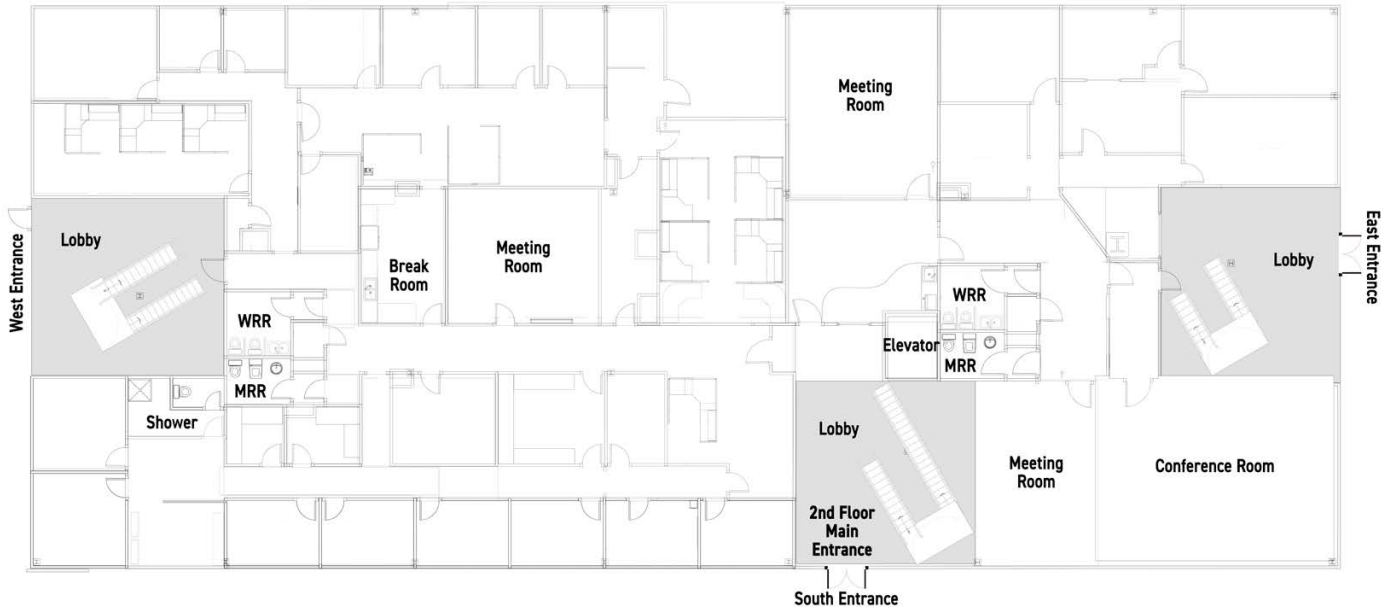 Meeting
Room
West Entrance
Lobby
Break
Room
Meeting
Room
WRR
MRR
Shower
WRR
Elevator
MRR
Lobby
East Entrance
Lobby
2nd Floor
Main
Entrance
Meeting
Room
Conference Room
South Entrance